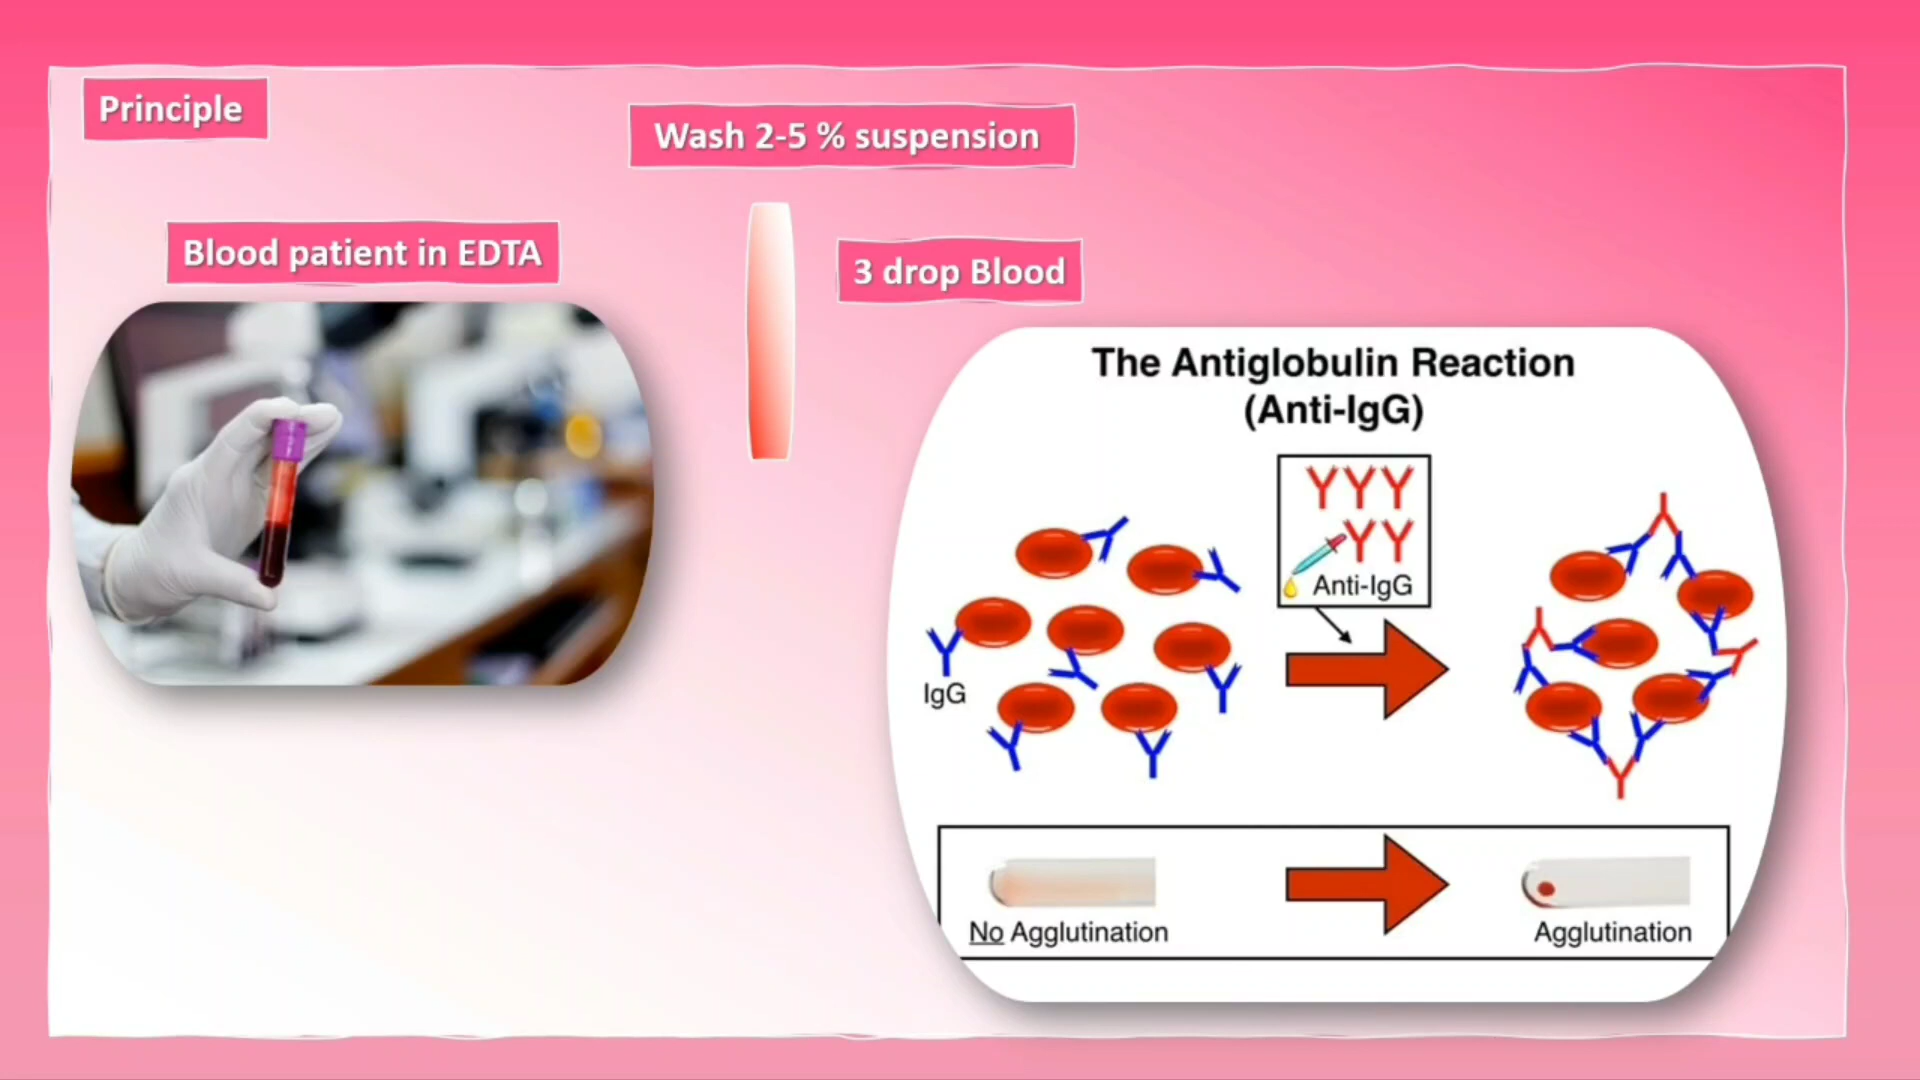 Principle
Wash 2-5 % suspension
Blood patient in EDTA
3 drop Blood
The Antiglobulin Reaction
(Anti-IgG)
Anti-IgG
IgG
No Agglutination
Agglutination